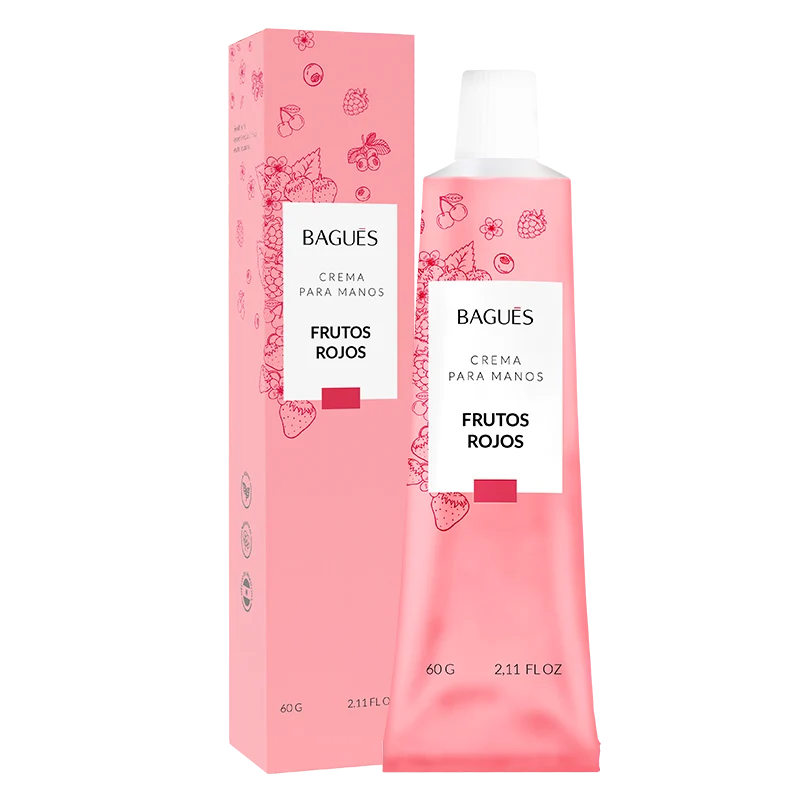 BAGUĒS
CREMA
PARA MANOS
FRUTOS
ROJOS
60 G
2.11 FL O
BAGUĒS
CREMA
PARA MANOS
FRUTOS
ROJOS
60 G
2,11 FL OZ